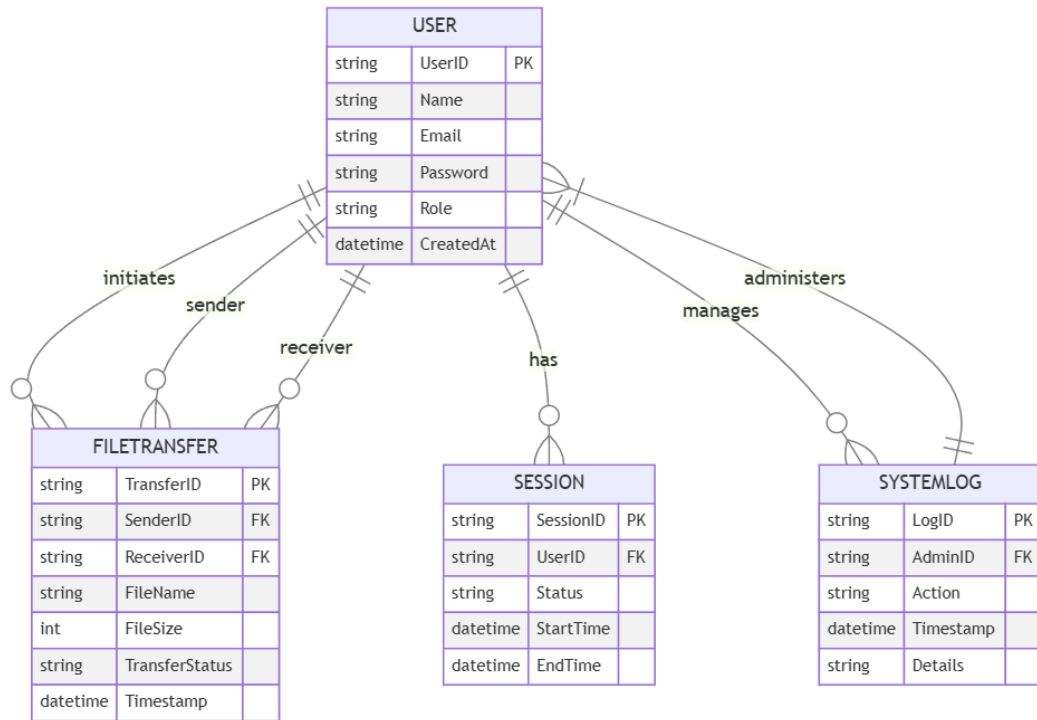 USER
string UserID PK
string Name
string Email
string Password
string Role
datetime CreatedAt
initiates
sender
receiver
has
manages
administers
FILETRANSFER
string TransferID PK
string SenderID FK
string ReceiverID FK
string FileName
int FileSize
string TransferStatus
datetime Timestamp
SESSION
string SessionID PK
string UserID FK
string Status
datetime StartTime
datetime EndTime
SYSTEMLOG
string LogID PK
string AdminID FK
string Action
datetime Timestamp
string Details